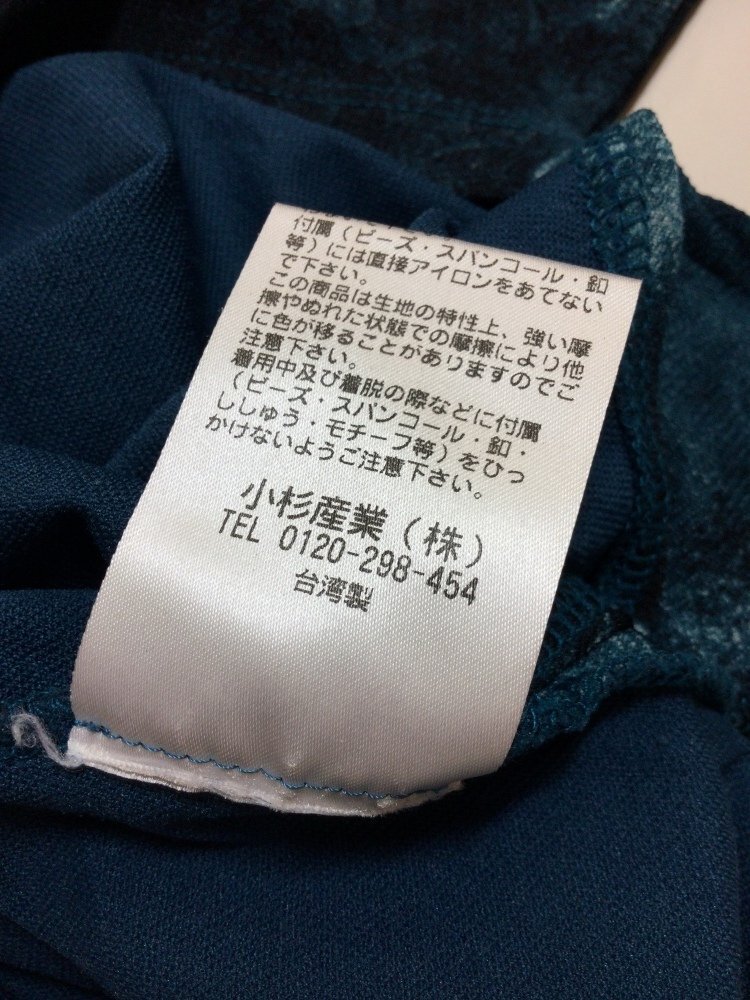 付属(ビーズ・スパンコール・釦
等)には直接アイロンをあてない
で下さい。
この商品は生地の特性上、強い摩
擦やぬれた状態での摩擦により他
に色が移ることがありますのでご
注意下さい。
着用中及び着脱の際などに付属
(ビーズ・スパンコール・釦・
ししゅう・モチーフ等)をひっ
かけないようご注意下さい。
小杉産業(株)
TEL 0120-298-454
台湾製